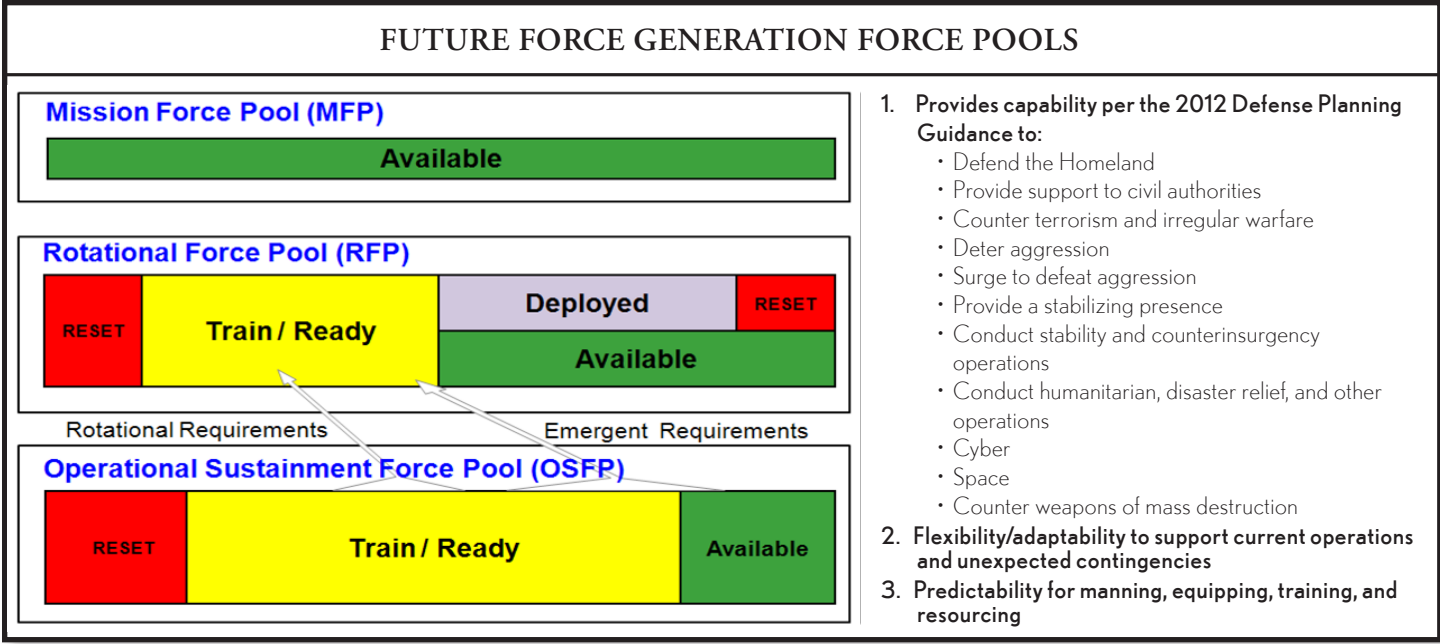 FUTURE FORCE GENERATION FORCE POOLS
Mission Force Pool (MFP)
Available
Rotational Force Pool (RFP)
RESET
Train / Ready
Deployed
RESET
Available
Rotational Requirements
Emergent Requirements
Operational Sustainment Force Pool (OSFP)
RESET
Train / Ready
Available
1. Provides capability per the 2012 Defense Planning
Guidance to:
• Defend the Homeland
• Provide support to civil authorities
• Counter terrorism and irregular warfare
• Deter aggression
• Surge to defeat aggression
• Provide a stabilizing presence
• Conduct stability and counterinsurgency
operations
• Conduct humanitarian, disaster relief, and other
operations
• Cyber
• Space
• Counter weapons of mass destruction
2. Flexibility/adaptability to support current operations
and unexpected contingencies
3. Predictability for manning, equipping, training, and
resourcing